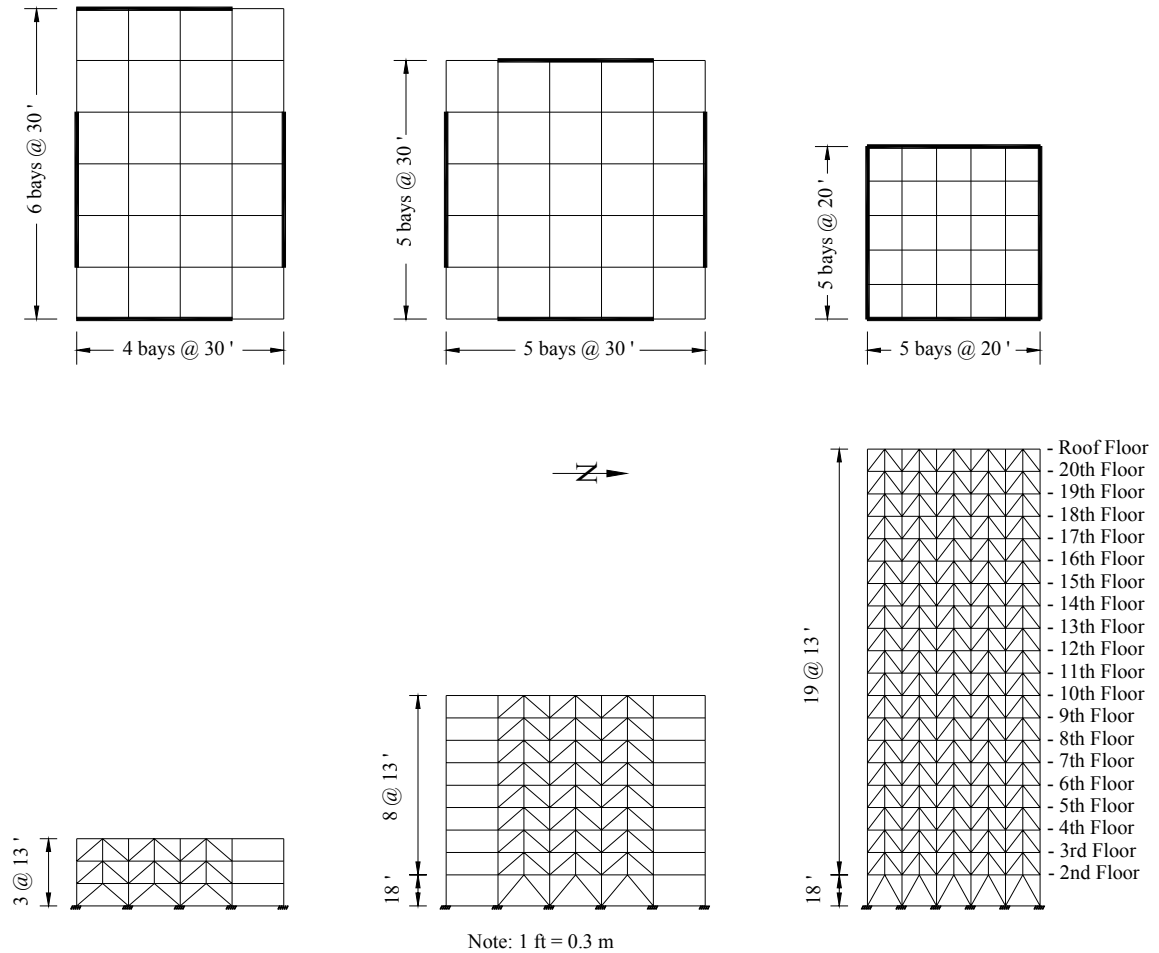 6 bays @ 30 '
4 bays @ 30 '
5 bays @ 30 '
5 bays @ 30 '
5 bays @ 20 '
5 bays @ 20 '
N
3 @ 13 '
8 @ 13 '
18 '
19 @ 13 '
18 '
- Roof Floor
- 20th Floor
- 19th Floor
- 18th Floor
- 17th Floor
- 16th Floor
- 15th Floor
- 14th Floor
- 13th Floor
- 12th Floor
- 11th Floor
- 10th Floor
- 9th Floor
- 8th Floor
- 7th Floor
- 6th Floor
- 5th Floor
- 4th Floor
- 3rd Floor
- 2nd Floor
Note: 1 ft = 0.3 m